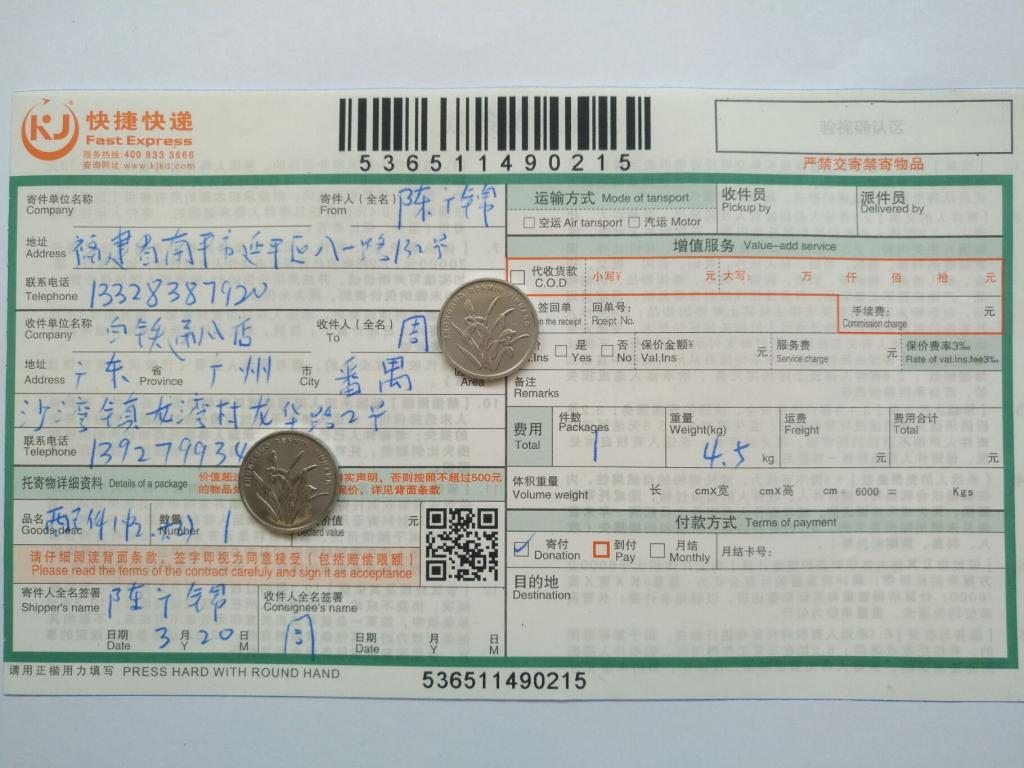 KJ 快捷快递
Fast Express
服务热线:400 833 3666
查询网址:www.kjkd.com
536511490215
验视确认区
严禁交寄禁寄物品
寄件单位名称 Company
寄件人（全名） From 陈广锦
地址 Address 福建省南平市延平区八一路132号
联系电话 Telephone 13328387920
收件单位名称 Company 白铁 八店
收件人（全名） To 周
地址 Address 广东 省 Province 广州 市 City 番禺 Area
沙湾镇龙湾村龙华路2号
联系电话 Telephone 139279934
托寄物详细资料 Details of a package
价值超过 实声明，否则按照不超过500元
的物品 保价，详见背面条款
品名 Goods desc 配件1
数量 Number 1
价值 Declard value 元
请仔细阅读背面条款，签字即视为同意接受（包括赔偿限额）
Please read the terms of the contract carefuly and sign it as acceptance
寄件人全名签署 Shipper's name 陈广锦
日期 Date 3 月 Y 20 日 M
收件人全名签署 Consignee's name 周
日期 Date 月 Y 日 M
运输方式 Mode of tansport
空运 Air tansport 汽运 Motor
收件员 Pickup by
派件员 Delivered by
增值服务 Value-add service
代收货款 C.O.D 小写¥ 元 大写: 万 仟 佰 拾 元
签回单 n the receipt
回单号: Rceipt No.
手续费: Commission charge 元
价 .Ins 是 Yes 否 No
保价金额¥ Val.Ins 元
服务费 Service charge 元
保价费率3‰ Rate of val.Ins.fee3‰
备注 Remarks
费用 Total
件数 Packages 1
重量 Weight(kg) 4.5 kg
运费 Freight 元
费用合计 Total 元
体积重量 Volume weight 长 cmX宽 cmX高 cm÷ 6000 = Kgs
付款方式 Terms of payment
寄付 Donation 到付 Pay 月结 Monthly 月结卡号:
目的地 Destination
请用正楷用力填写 PRESS HARD WITH ROUND HAND
536511490215